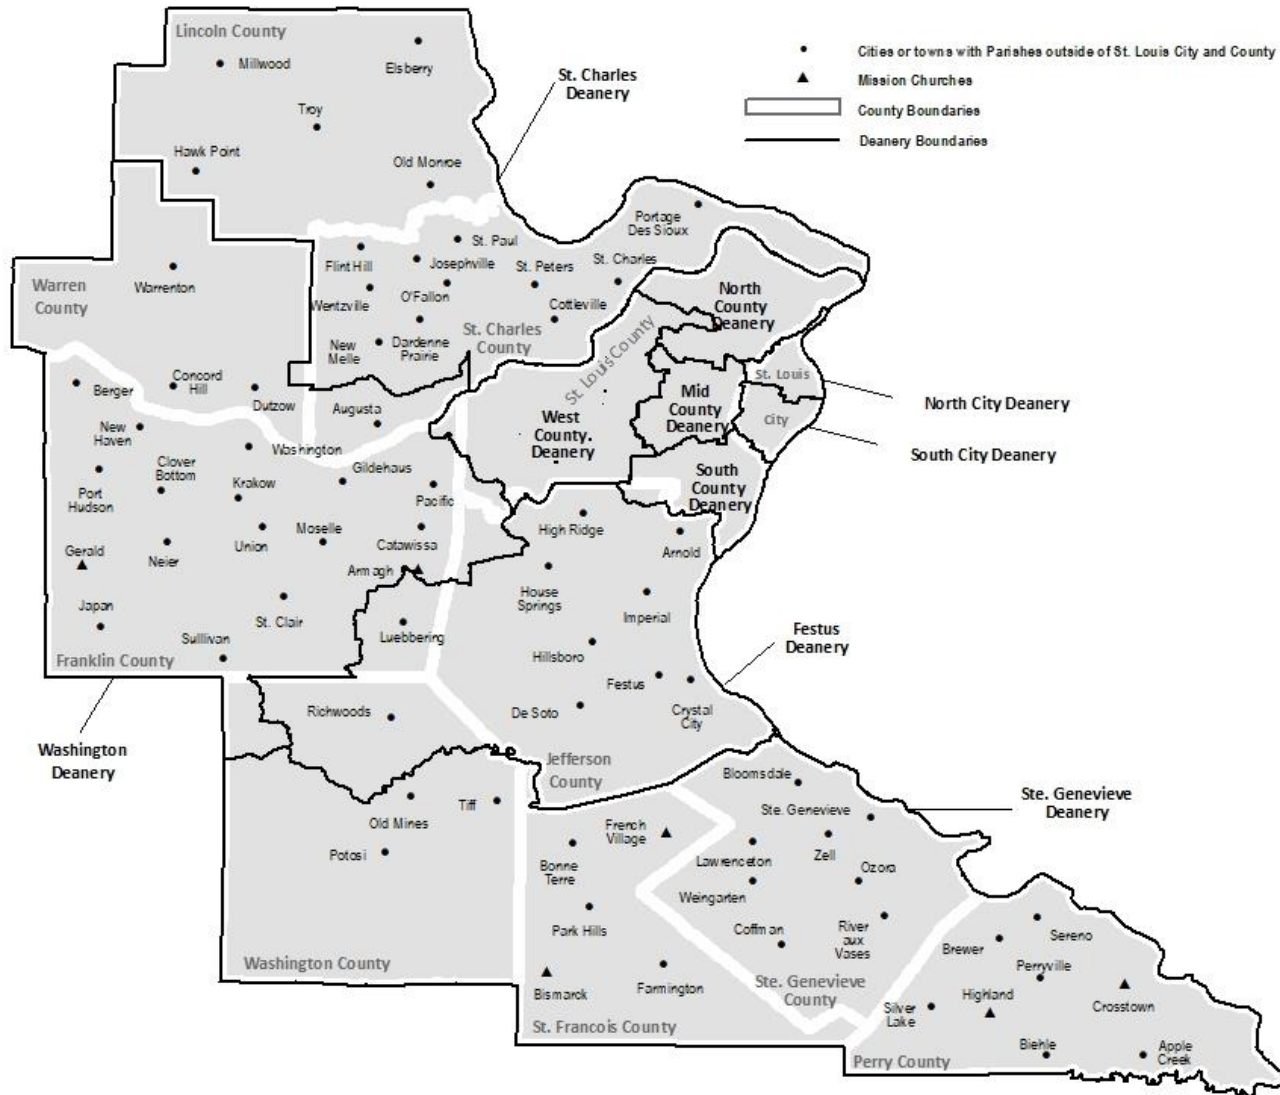 Lincoln County
Millwood
Elsberry
Troy
Hawk Point
Old Monroe
St. Charles
Deanery
Cities or towns with Parishes outside of St. Louis City and County
Mission Churches
County Boundaries
Deanery Boundaries
Portage
Des Sioux
St. Paul
Flint Hill
Josephville
St. Peters
St. Charles
Wentzville
O'Fallon
Cottleville
New
Melle
Dardenne
Prairie
St. Charles
County
Warren
County
Warrenton
Concord
Hill
Dutzow
Augusta
North
County
Deanery
St. Louis County
St. Louis
City
Mid
County
Deanery
West
County.
Deanery
South
County
Deanery
North City Deanery
South City Deanery
Berger
New
Haven
Washington
Clover
Bottom
Gildehaus
Krakow
Port
Hudson
Pacific
Union
Moselle
Catawissa
Gerald
Neier
Armagh
Japan
St. Clair
Sulllivan
Luebbering
Franklin County
Washington
Deanery
High Ridge
Arnold
House
Springs
Imperial
Hillsboro
Festus
De Soto
Crystal
City
Jefferson
County
Festus
Deanery
Richwoods
Old Mines
Tiff
Potosi
Washington County
Bloomsdale
Ste. Genevieve
French
Village
Lawrenceton
Zell
Ozora
Bonne
Terre
Weingarten
Park Hills
Coffman
River
aux
Vases
Bismarck
Farmington
Ste. Genevieve
County
St. Francois County
Ste. Genevieve
Deanery
Brewer
Sereno
Perryville
Highland
Crosstown
Silver
Lake
Biehle
Apple
Creek
Perry County